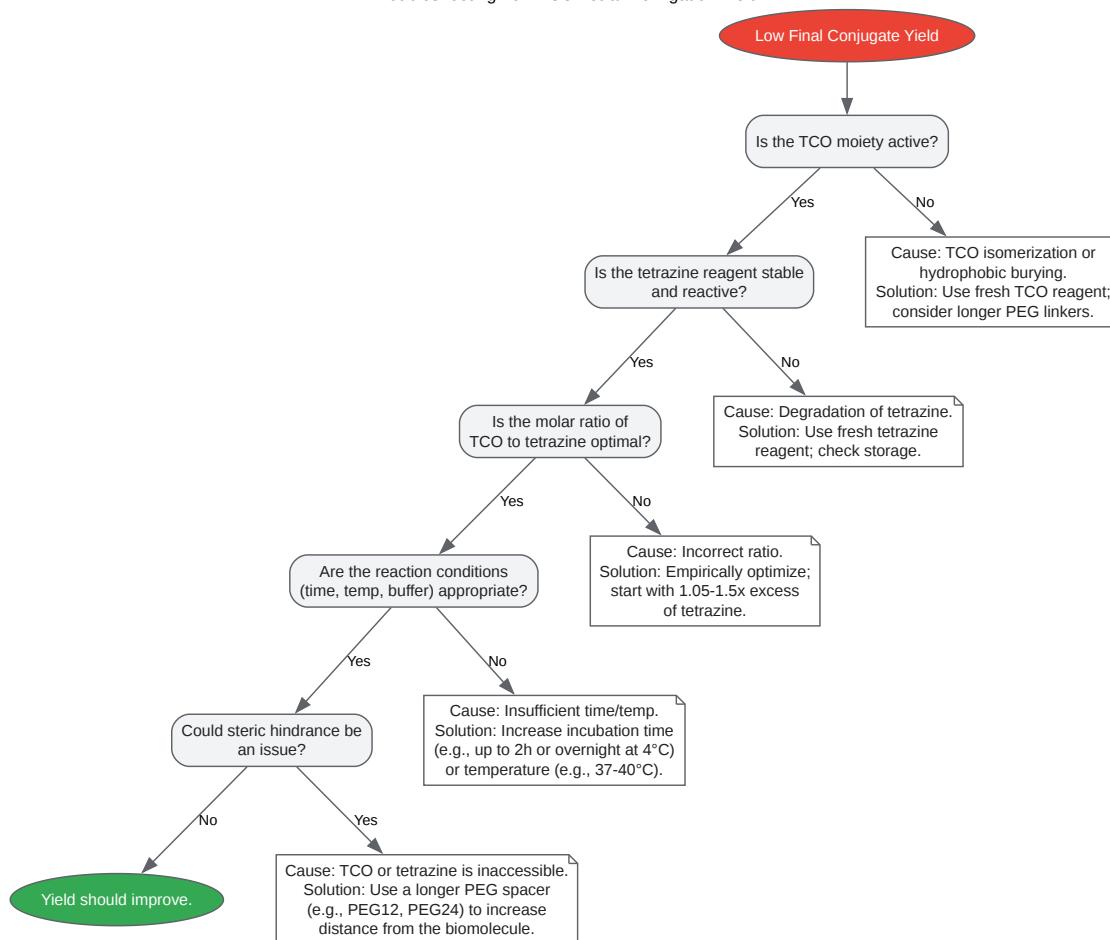 Low Final Conjugate Yield
Is the TCO moiety active?
Yes
No
Cause: TCO isomerization or
hydrophobic burying.
Solution: Use fresh TCO reagent;
consider longer PEG linkers.
Is the tetrazine reagent stable
and reactive?
Yes
No
Cause: Degradation of tetrazine.
Solution: Use fresh tetrazine
reagent; check storage.
Is the molar ratio of
TCO to tetrazine optimal?
Yes
No
Cause: Incorrect ratio.
Solution: Empirically optimize;
start with 1.05-1.5x excess
of tetrazine.
Are the reaction conditions
(time, temp, buffer) appropriate?
Yes
No
Cause: Insufficient time/temp.
Solution: Increase incubation time
(e.g., up to 2h or overnight at 4°C)
or temperature (e.g., 37-40°C).
Could steric hindrance be
an issue?
No
Yes
Yield should improve.
Cause: TCO or tetrazine is inaccessible.
Solution: Use a longer PEG spacer
(e.g., PEG12, PEG24) to increase
distance from the biomolecule.